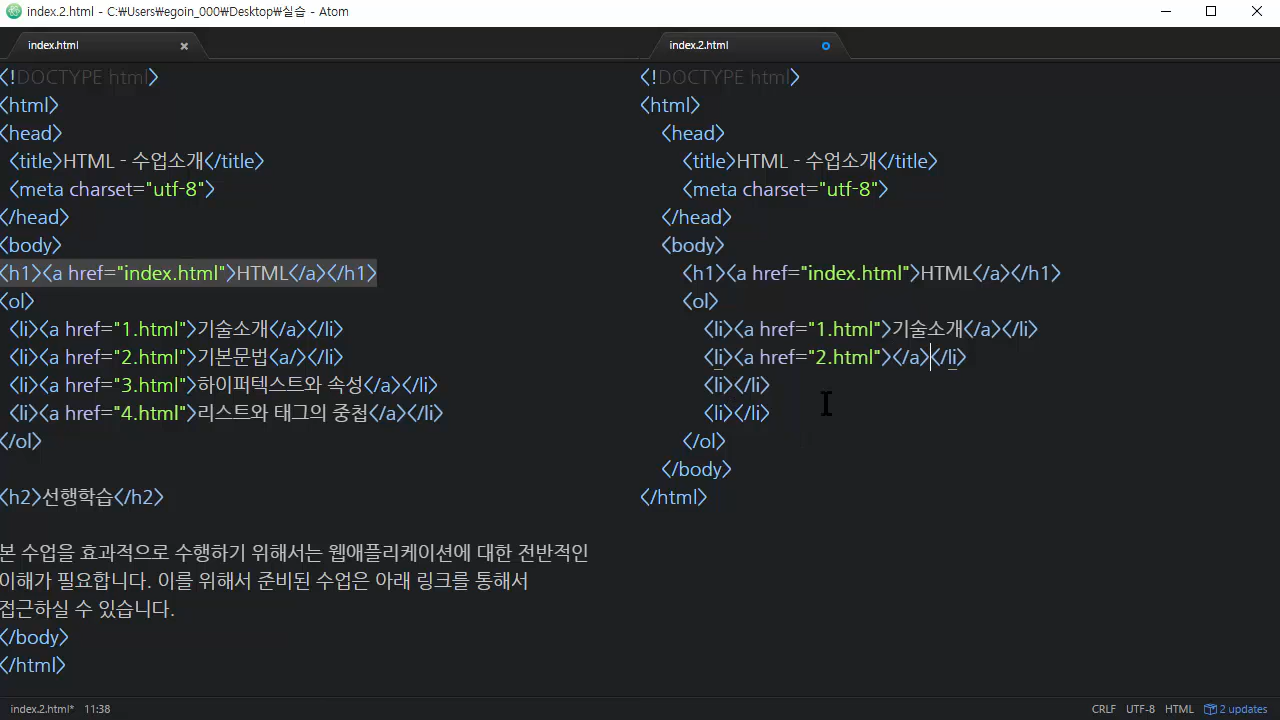 index.2.html - C:₩Users₩egoin_000₩Desktop₩실습 - Atom
index.html
<!DOCTYPE html>
<html>
<head>
<title>HTML - 수업소개</title>
<meta charset="utf-8">
</head>
<body>
<h1><a href="index.html">HTML</a></h1>
<ol>
<li><a href="1.html">기술소개</a></li>
<li><a href="2.html">기본문법<a/></li>
<li><a href="3.html">하이퍼텍스트와 속성</a></li>
<li><a href="4.html">리스트와 태그의 중첩</a></li>
</ol>
<h2>선행학습</h2>
본 수업을 효과적으로 수행하기 위해서는 웹애플리케이션에 대한 전반적인
이해가 필요합니다. 이를 위해서 준비된 수업은 아래 링크를 통해서
접근하실 수 있습니다.
</body>
</html>
index.2.html
<!DOCTYPE html>
<html>
<head>
<title>HTML - 수업소개</title>
<meta charset="utf-8">
</head>
<body>
<h1><a href="index.html">HTML</a></h1>
<ol>
<li><a href="1.html">기술소개</a></li>
<li><a href="2.html"></a></li>
<li></li>
<li></li>
</ol>
</body>
</html>
index.2.html* 11:38
CRLF UTF-8 HTML 2 updates